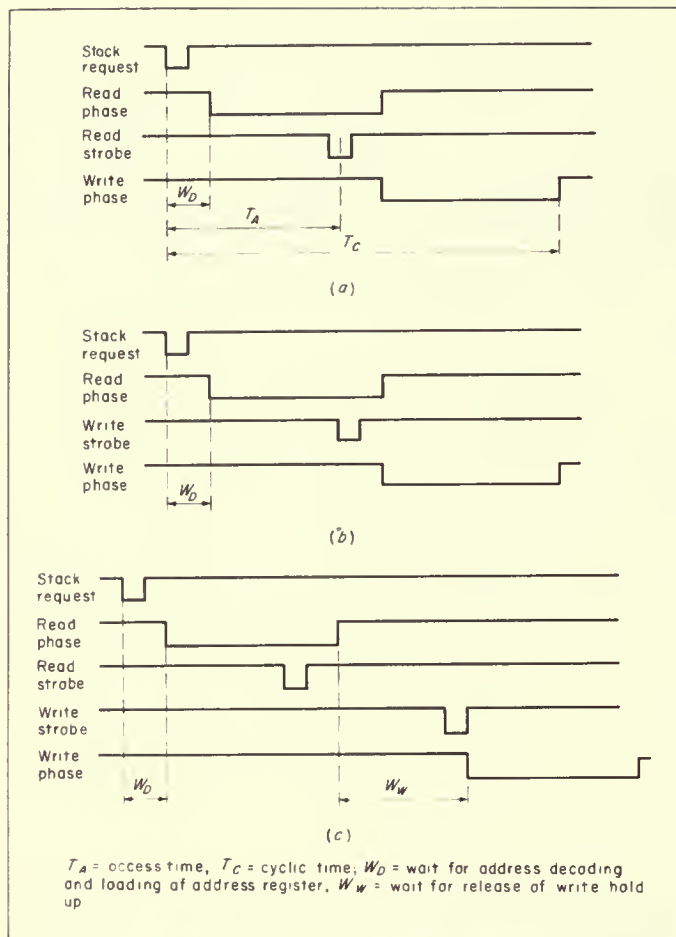 Stack
request
Read
phase
Read
strobe
Write
phase
W_D
T_A
T_C
(a)
Stack
request
Read
phase
Write
strobe
Write
phase
W_D
(b)
Stack
request
Read
phase
Read
strobe
Write
strobe
Write
phase
W_D
W_W
(c)
T_A = access time, T_C = cyclic time; W_D = wait for address decoding
and loading of address register, W_W = wait for release of write hold
up